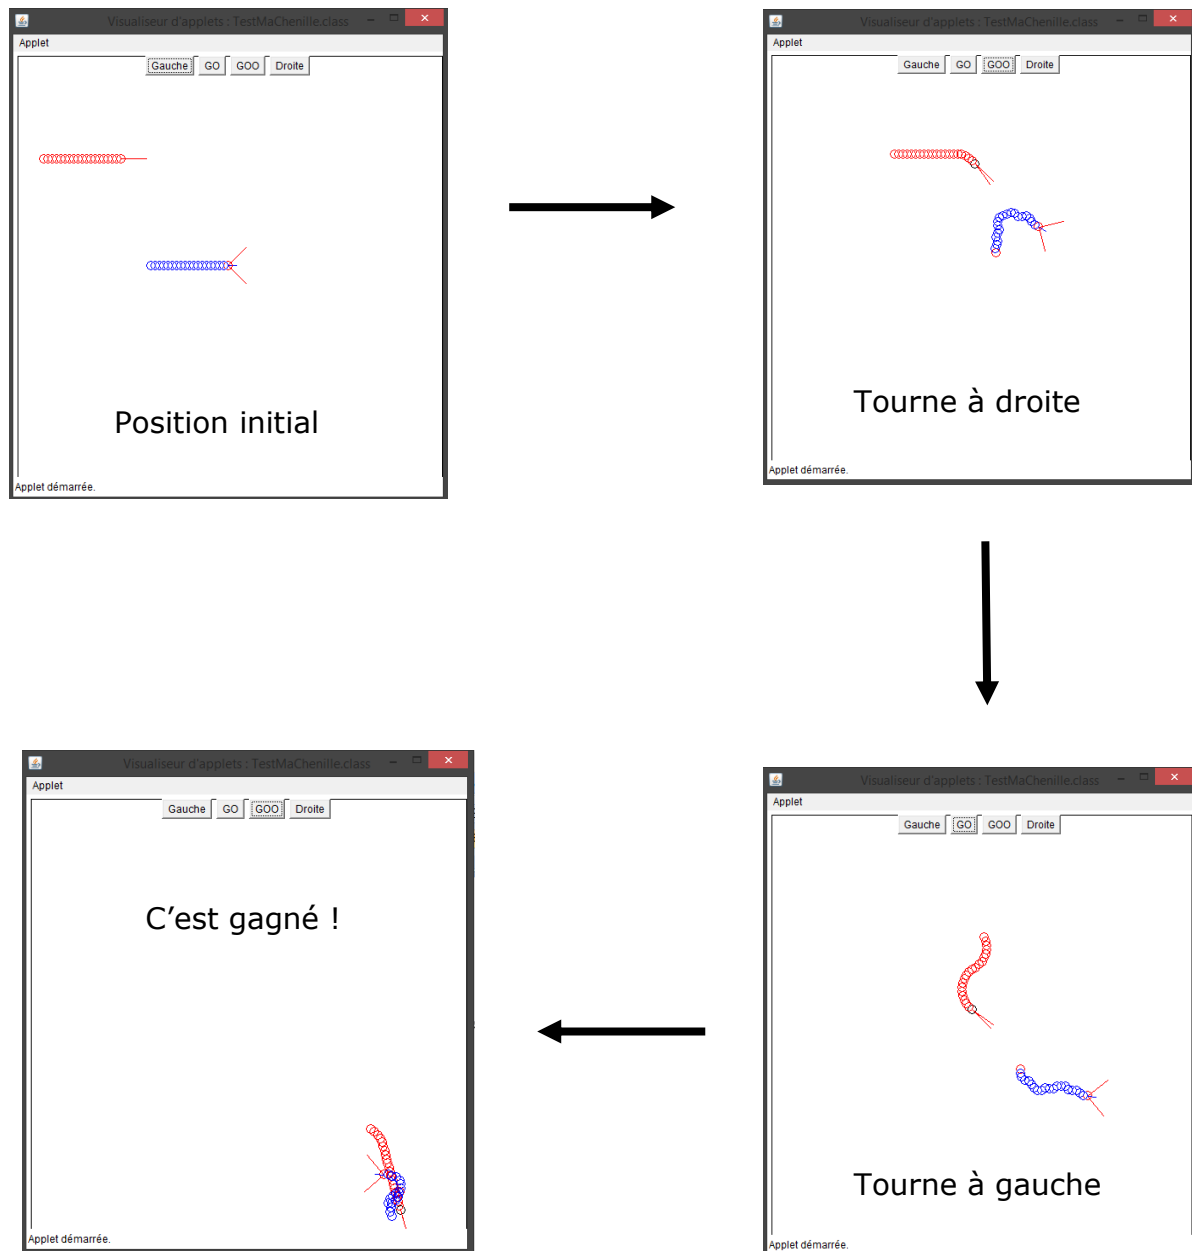 Visualiseur d'applets : TestMaChenille.class
Applet
Gauche GO GOO Droite
Position initial
Applet démarrée.
Visualiseur d'applets : TestMaChenille.class
Applet
Gauche GO GOO Droite
Tourne à droite
Applet démarrée.
Visualiseur d'applets : TestMaChenille.class
Applet
Gauche GO GOO Droite
Tourne à gauche
Applet démarrée.
Visualiseur d'applets : TestMaChenille.class
Applet
Gauche GO GOO Droite
C’est gagné !
Applet démarrée.